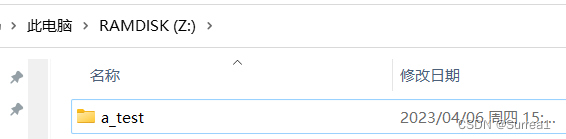 此电脑 > RAMDISK (Z:) >
名称 修改日期
a_test 2023/04/06 周四 15:...
CSDN @Surrea1